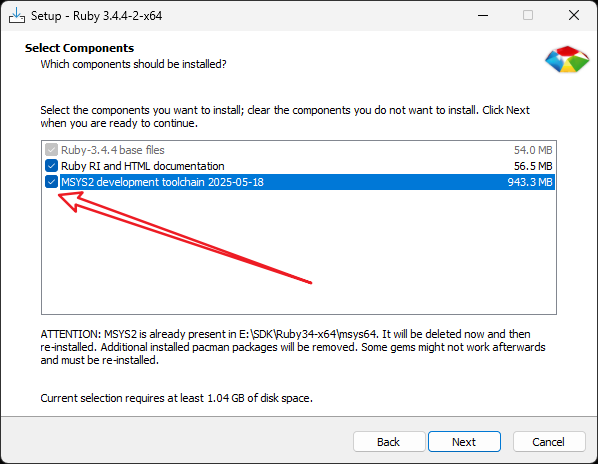 Setup - Ruby 3.4.4-2-x64
Select Components
Which components should be installed?
Select the components you want to install; clear the components you do not want to install. Click Next
when you are ready to continue.
Ruby-3.4.4 base files 54.0 MB
Ruby RI and HTML documentation 56.5 MB
MSYS2 development toolchain 2025-05-18 943.3 MB
ATTENTION: MSYS2 is already present in E:\SDK\Ruby34-x64\msys64. It will be deleted now and then
re-installed. Additional installed pacman packages will be removed. Some gems might not work afterwards
and must be re-installed.
Current selection requires at least 1.04 GB of disk space.
Back Next Cancel